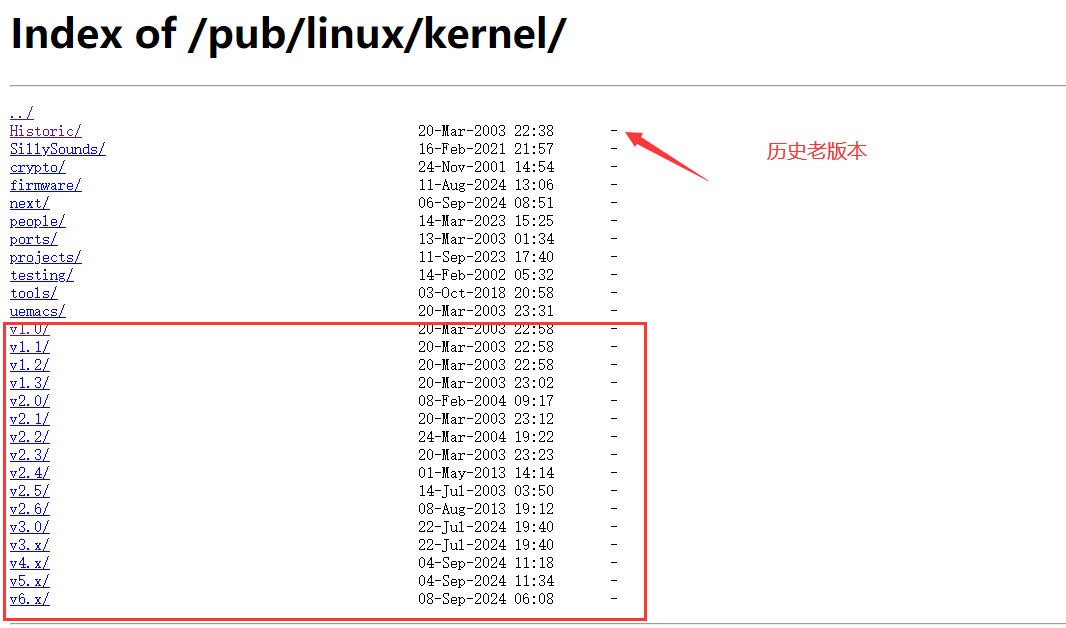 Index of /pub/linux/kernel/
../
Historic/ 20-Mar-2003 22:38 - 历史老版本
SillySounds/ 16-Feb-2021 21:57 -
crypto/ 24-Nov-2001 14:54 -
firmware/ 11-Aug-2024 13:06 -
next/ 06-Sep-2024 08:51 -
people/ 14-Mar-2023 15:25 -
ports/ 13-Mar-2003 01:34 -
projects/ 11-Sep-2023 17:40 -
testing/ 14-Feb-2002 05:32 -
tools/ 03-Oct-2018 20:58 -
uemacs/ 20-Mar-2003 23:31 -
v1.0/ 20-Mar-2003 22:58 -
v1.1/ 20-Mar-2003 22:58 -
v1.2/ 20-Mar-2003 22:58 -
v1.3/ 20-Mar-2003 23:02 -
v2.0/ 08-Feb-2004 09:17 -
v2.1/ 20-Mar-2003 23:12 -
v2.2/ 24-Mar-2004 19:22 -
v2.3/ 20-Mar-2003 23:23 -
v2.4/ 01-May-2013 14:14 -
v2.5/ 14-Jul-2003 03:50 -
v2.6/ 08-Aug-2013 19:12 -
v3.0/ 22-Jul-2024 19:40 -
v3.x/ 22-Jul-2024 19:40 -
v4.x/ 04-Sep-2024 11:18 -
v5.x/ 04-Sep-2024 11:34 -
v6.x/ 08-Sep-2024 06:08 -